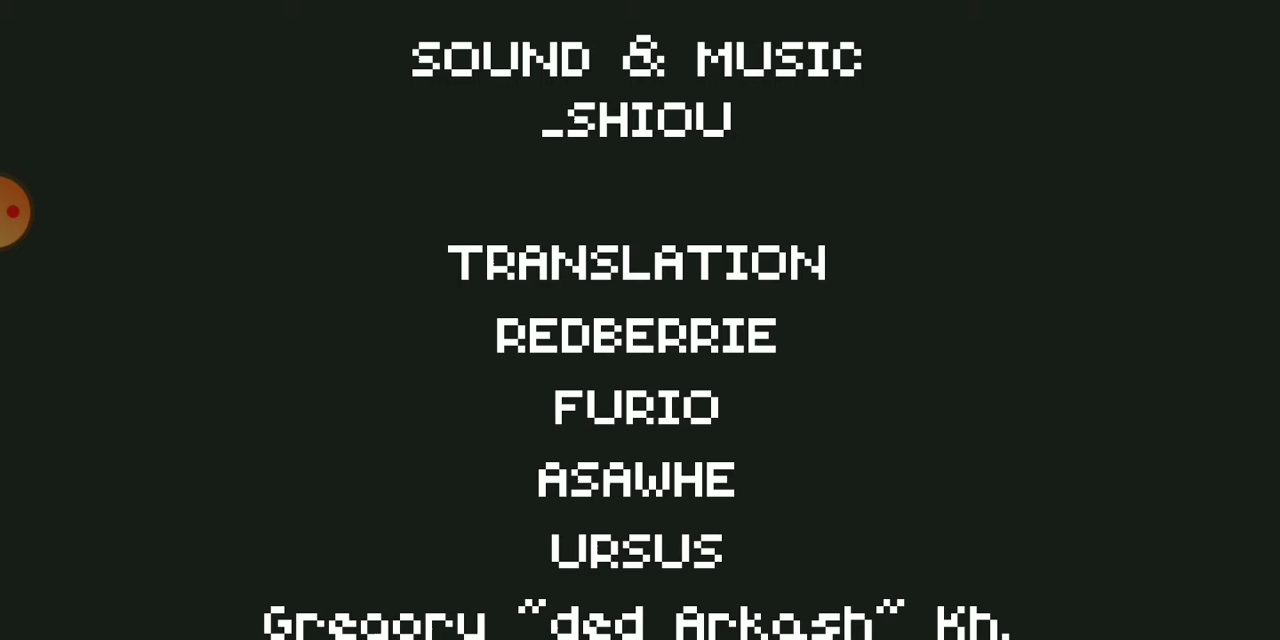 SOUND & MUSIC
_SHIOU
TRANSLATION
REDBERRIE
FURIO
ASAWHE
URSUS
Gregory "ded Arkash" Kh.